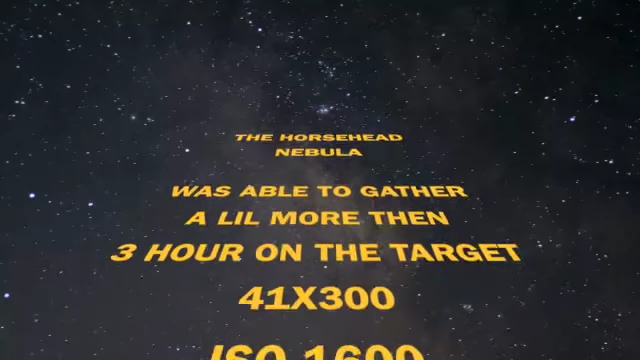 THE HORSEHEAD
NEBULA
WAS ABLE TO GATHER
A LIL MORE THEN
3 HOUR ON THE TARGET
41X300
ISO 1600